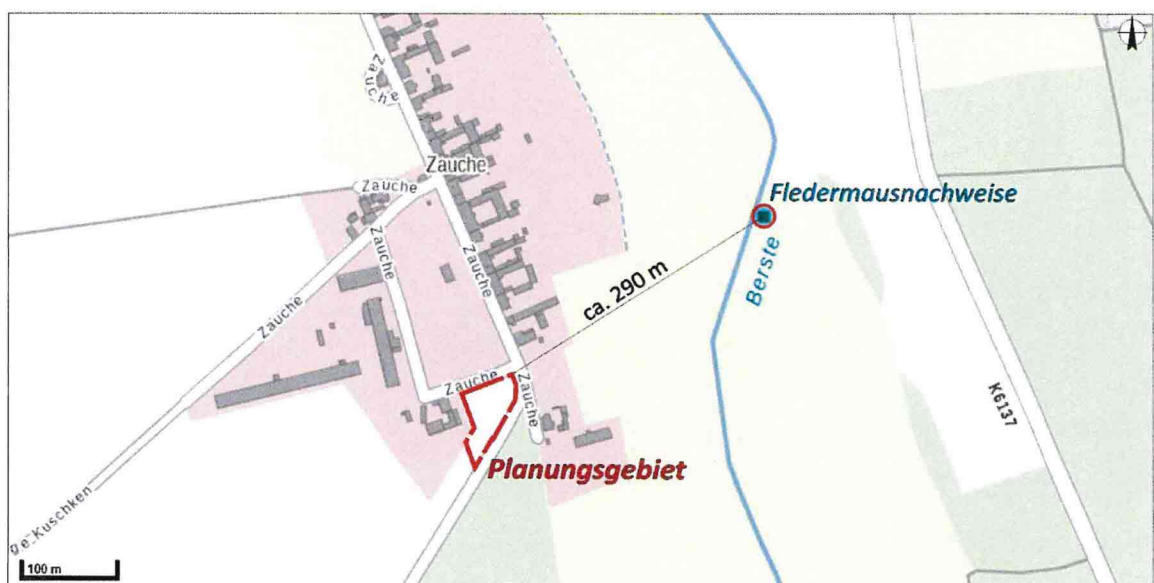 Zauche
Zauche
Zauche
Fledermausnachweise
Zauche
Zauche
Berste
ca. 290 m
Zauche
Zauche
Zauche
K6137
Planungsgebiet
ge-Kuschken
100 m